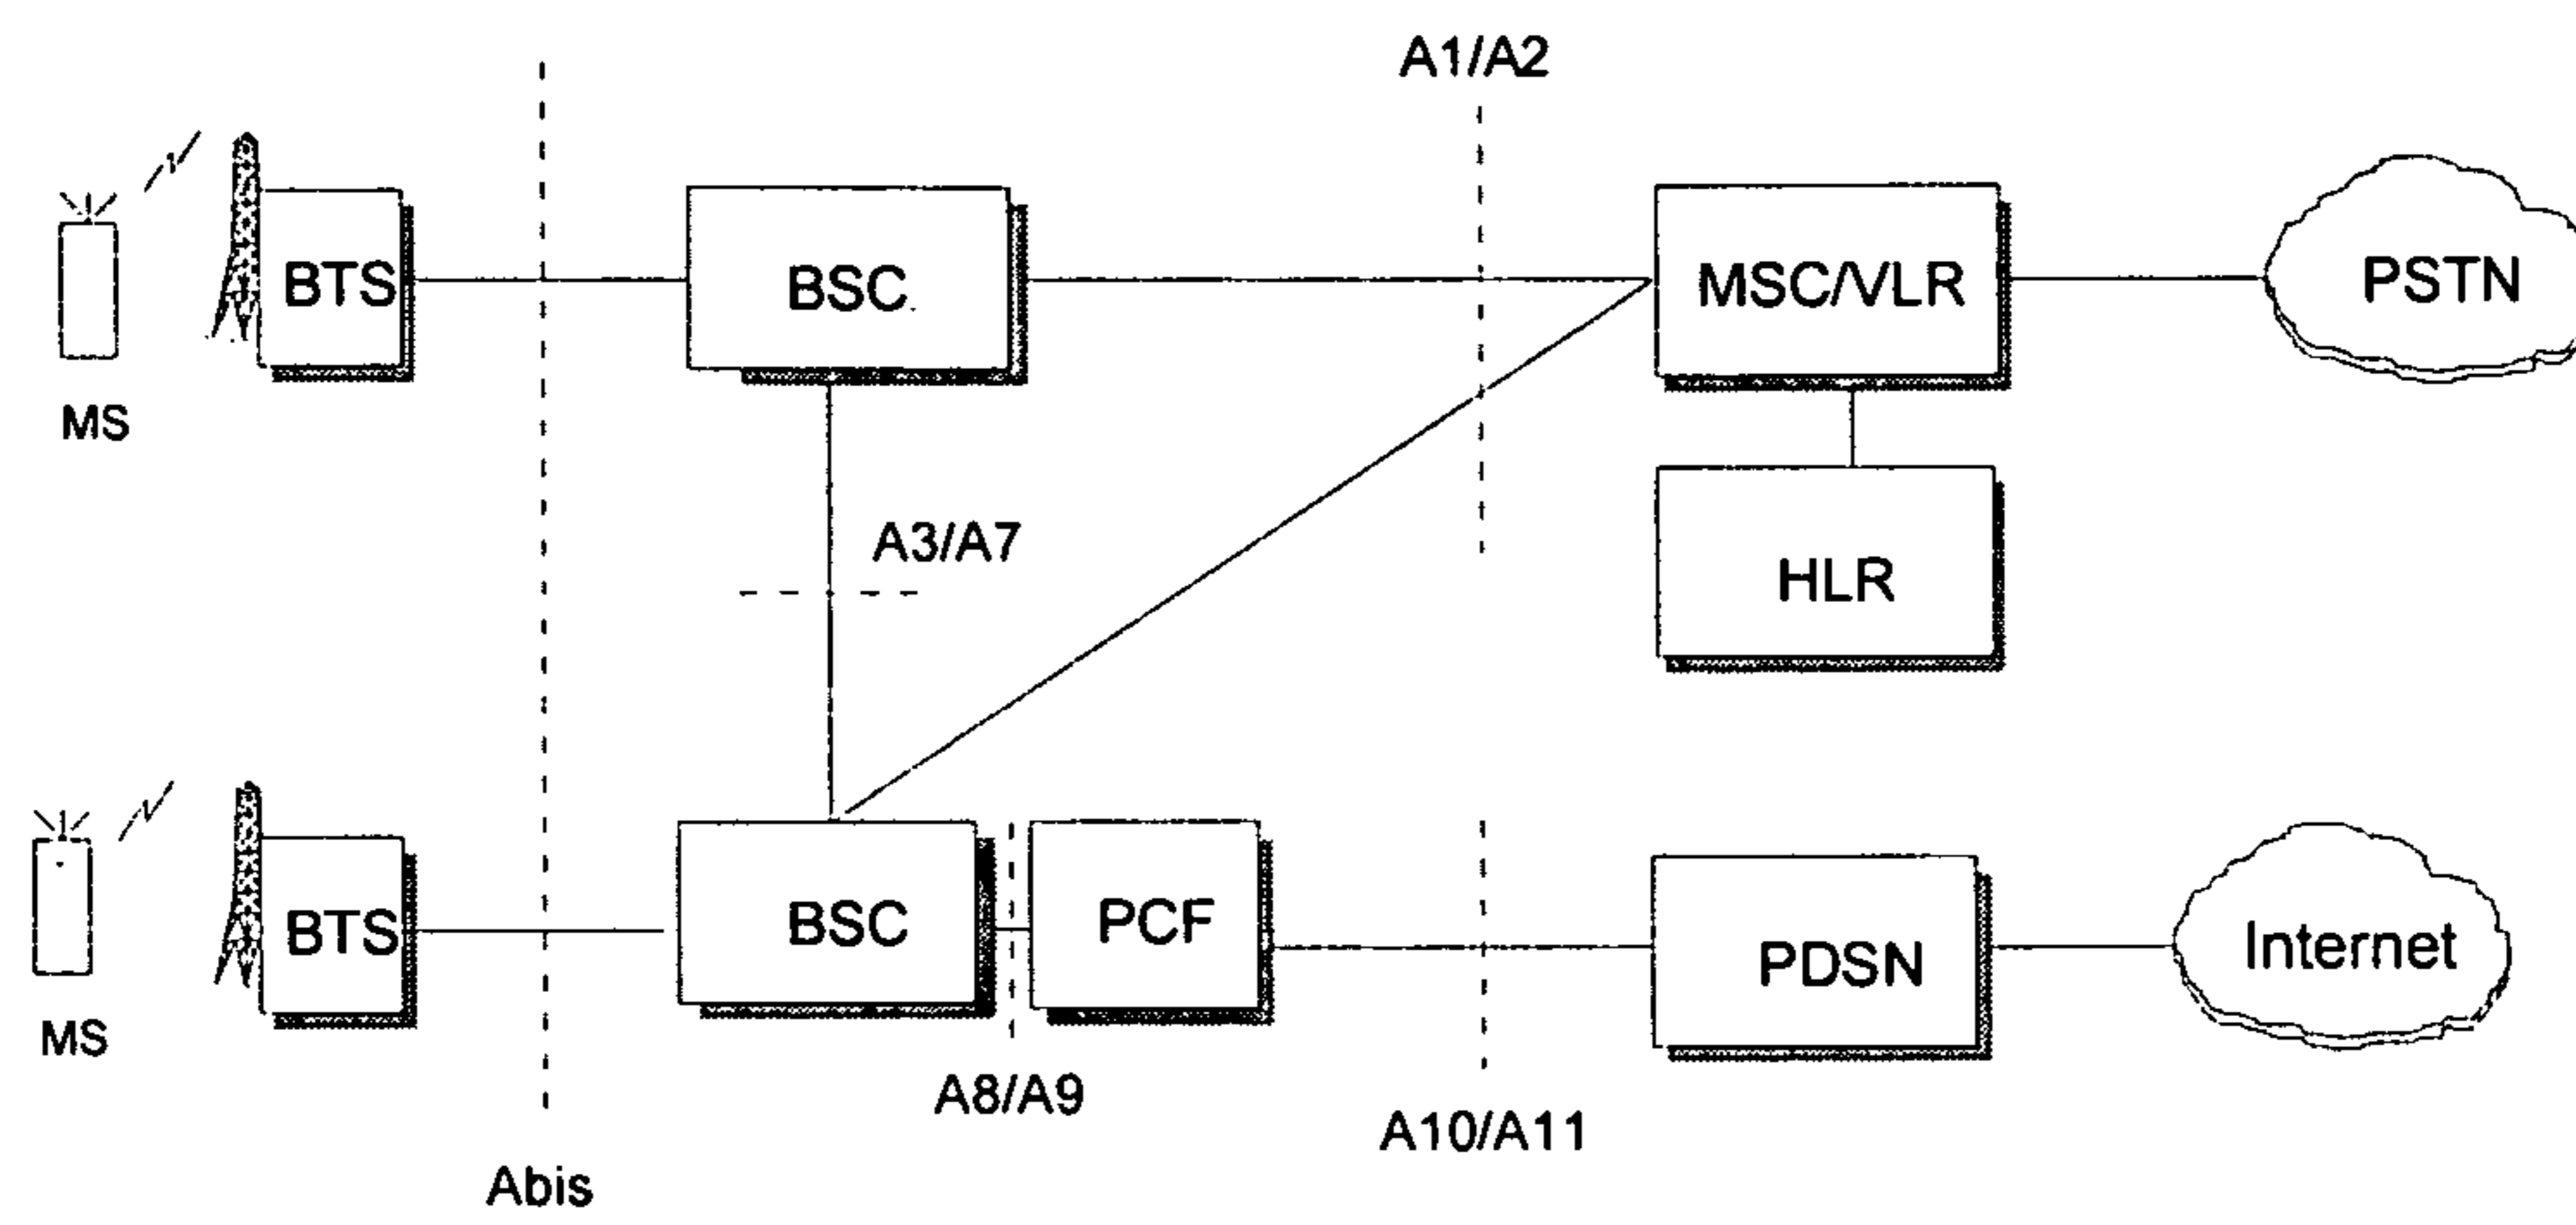 A1/A2
BTS
BSC
MSC/VLR
PSTN
MS
A3/A7
HLR
BTS
BSC
PCF
PDSN
Internet
MS
A8/A9
A10/A11
Abis